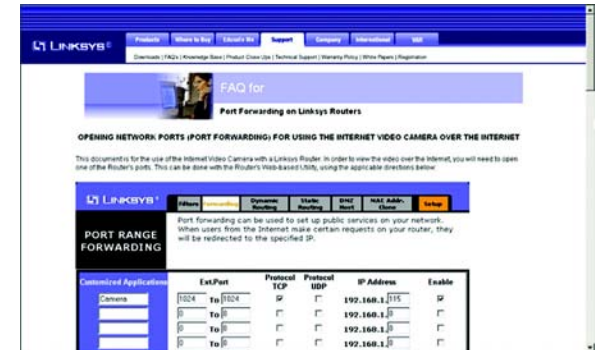 LINKSYS®
Products Where to Buy Support Company International
Downloads | FAQ's | Knowledge Base | Product Close Ups | Technical Support | Warranty Policy | White Papers | Registration
FAQ for
Port Forwarding on Linksys Routers
OPENING NETWORK PORTS (PORT FORWARDING) FOR USING THE INTERNET VIDEO CAMERA OVER THE INTERNET
This document is for the use of the Internet Video Camera with a Linksys Router. In order to view the video over the Internet, you will need to open
one of the Router's ports. This can be done with the Router's Web-based Utility, using the applicable directions below:
LINKSYS®
Filters Forwarding Dynamic Routing Static Routing DMZ Host MAC Addr. Clone Setup
PORT RANGE
FORWARDING
Port forwarding can be used to set up public services on your network.
When users from the Internet make certain requests on your router, they
will be redirected to the specified IP.
Customized Applications Ext.Port Protocol TCP Protocol UDP IP Address Enable
Camera 1024 To 1024 192.168.1.115
0 To 0 192.168.1.0
0 To 0 192.168.1.0
0 To 0 192.168.1.0